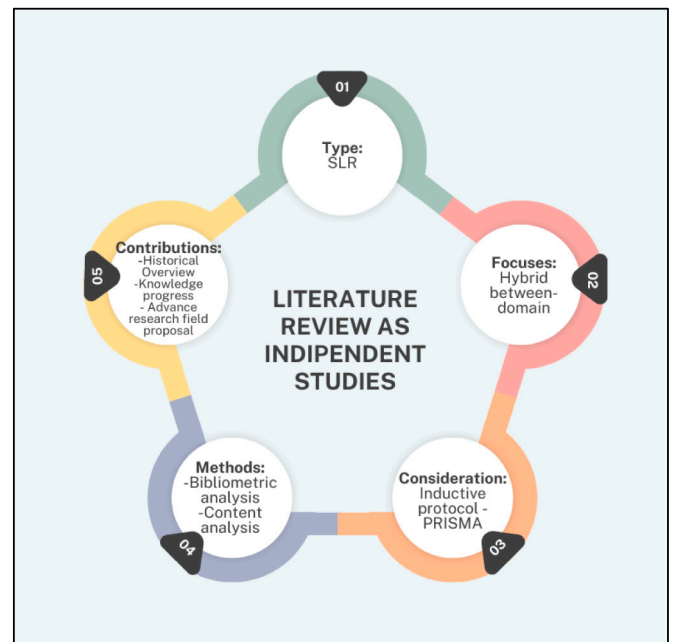 01
Type:
SLR
02
Focuses:
Hybrid
between-
domain
03
Consideration:
Inductive
protocol -
PRISMA
04
Methods:
-Bibliometric
analysis
-Content
analysis
05
Contributions:
-Historical
Overview
-Knowledge
progress
- Advance
research field
proposal
LITERATURE
REVIEW AS
INDIPENDENT
STUDIES